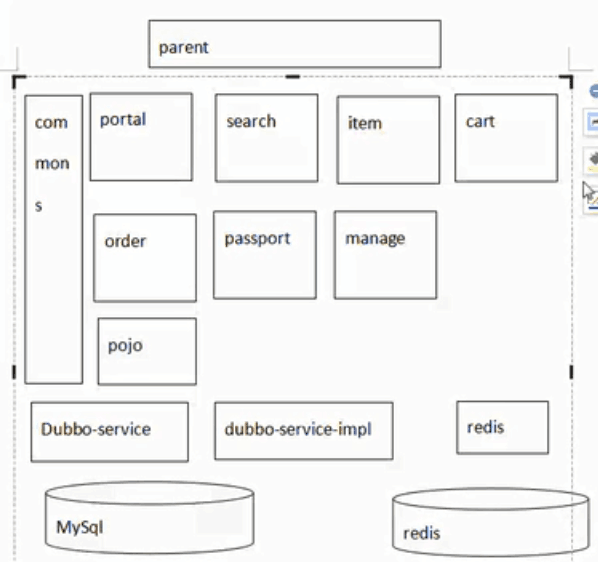 parent
com
mon
s
portal
search
item
cart
order
passport
manage
pojo
Dubbo-service
dubbo-service-impl
redis
MySql
redis